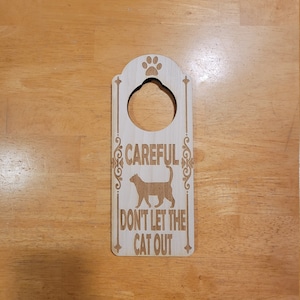 CAREFUL
DON'T LET THE
CAT OUT